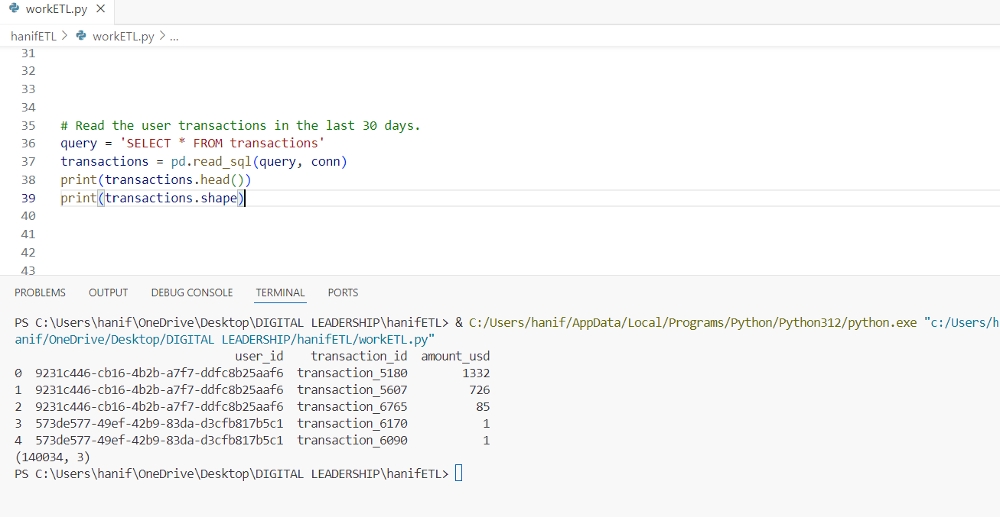 workETL.py
hanifETL > workETL.py > ...
31
32
33
34
35 # Read the user transactions in the last 30 days.
36 query = 'SELECT * FROM transactions'
37 transactions = pd.read_sql(query, conn)
38 print(transactions.head())
39 print(transactions.shape)
40
41
42
43
PROBLEMS OUTPUT DEBUG CONSOLE TERMINAL PORTS
PS C:\Users\hanif\OneDrive\Desktop\DIGITAL LEADERSHIP\hanifETL> & C:/Users/hanif/AppData/Local/Programs/Python/Python312/python.exe "c:/Users/h
anif/OneDrive/Desktop/DIGITAL LEADERSHIP/hanifETL/workETL.py"
user_id transaction_id amount_usd
0 9231c446-cb16-4b2b-a7f7-ddfc8b25aaf6 transaction_5180 1332
1 9231c446-cb16-4b2b-a7f7-ddfc8b25aaf6 transaction_5607 726
2 9231c446-cb16-4b2b-a7f7-ddfc8b25aaf6 transaction_6765 85
3 573de577-49ef-42b9-83da-d3cfb817b5c1 transaction_6170 1
4 573de577-49ef-42b9-83da-d3cfb817b5c1 transaction_6090 1
(140034, 3)
PS C:\Users\hanif\OneDrive\Desktop\DIGITAL LEADERSHIP\hanifETL>